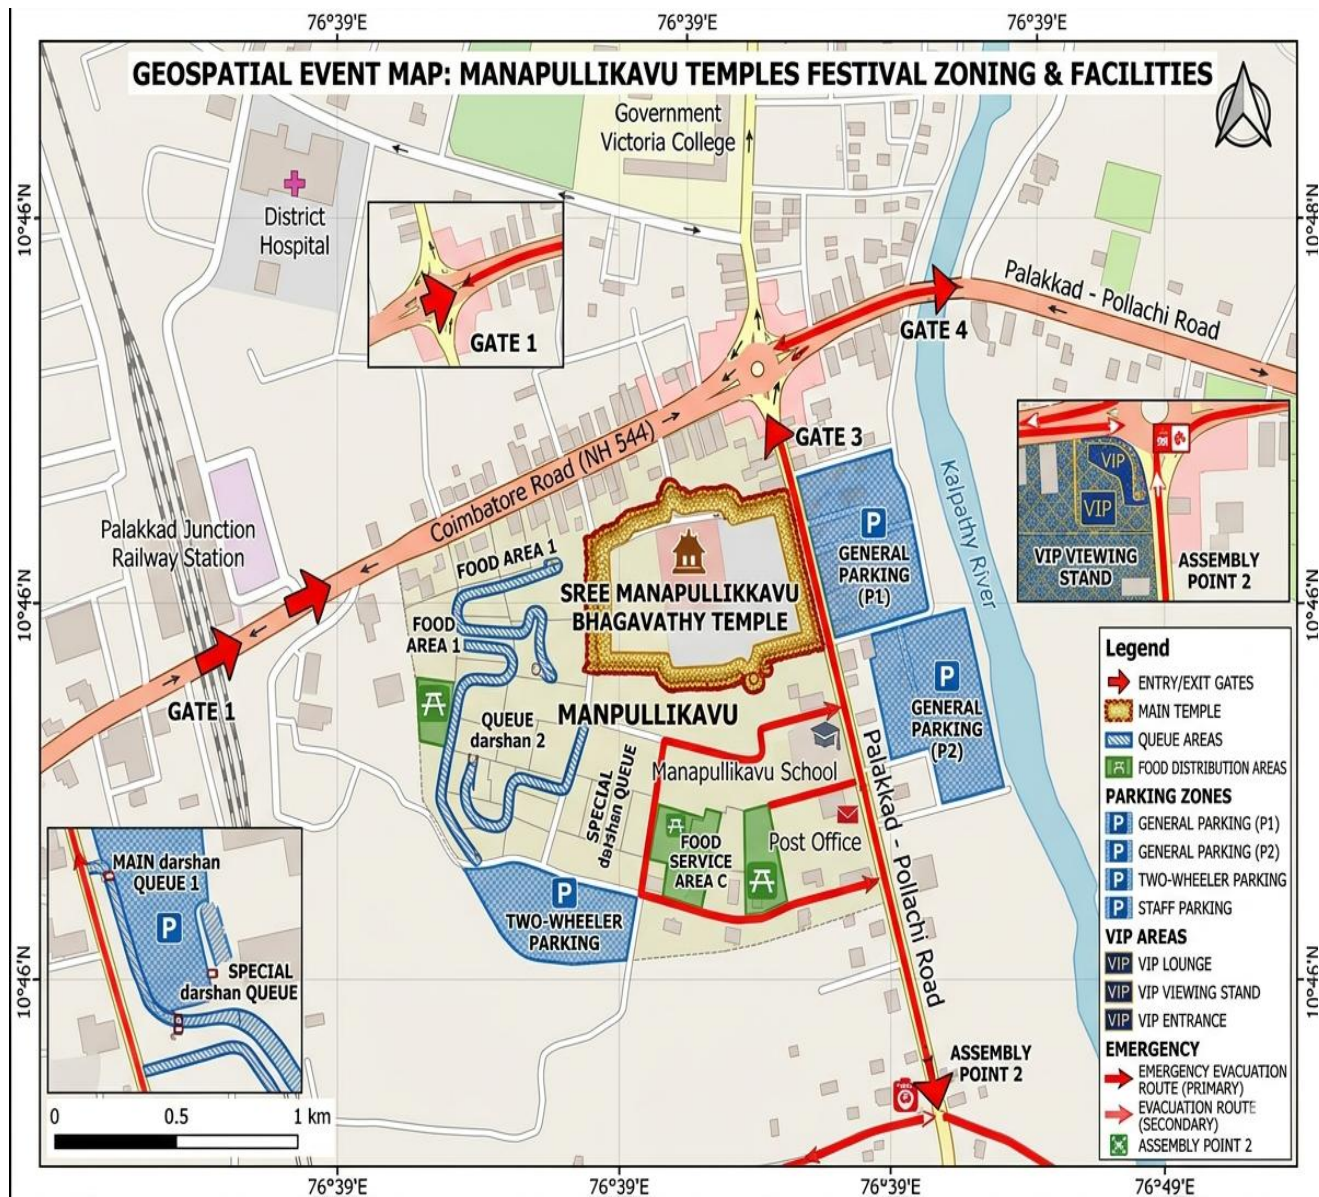 76°39'E
76°39'E
76°39'E
GEOSPATIAL EVENT MAP: MANAPULLIKAVU TEMPLES FESTIVAL ZONING & FACILITIES
Government
Victoria College
District
Hospital
10°46'N
10°48'N
GATE 1
GATE 4
Palakkad - Pollachi Road
GATE 3
Coimbatore Road (NH 544)
Palakkad Junction
Railway Station
Kalpathy River
VIP
VIP
VIP VIEWING
STAND
ASSEMBLY
POINT 2
P
GENERAL
PARKING
(P1)
FOOD AREA 1
SREE MANAPULLIKKAVU
BHAGAVATHY TEMPLE
10°46'N
10°46'N
FOOD
AREA 1
GATE 1
QUEUE
darshan 2
MANPULLIKAVU
P
GENERAL
PARKING
(P2)
SPECIAL
darshan QUEUE
Manapullikavu School
Palakkad - Pollachi Road
FOOD
SERVICE
AREA C
Post Office
P
TWO-WHEELER
PARKING
MAIN darshan
QUEUE 1
P
SPECIAL
darshan QUEUE
10°46'N
10°46'N
ASSEMBLY
POINT 2
0 0.5 1 km
Legend
ENTRY/EXIT GATES
MAIN TEMPLE
QUEUE AREAS
FOOD DISTRIBUTION AREAS
PARKING ZONES
P GENERAL PARKING (P1)
P GENERAL PARKING (P2)
P TWO-WHEELER PARKING
P STAFF PARKING
VIP AREAS
VIP VIP LOUNGE
VIP VIP VIEWING STAND
VIP VIP ENTRANCE
EMERGENCY
EMERGENCY EVACUATION
ROUTE (PRIMARY)
EVACUATION ROUTE
(SECONDARY)
ASSEMBLY POINT 2
76°39'E
76°39'E
76°39'E
76°49'E